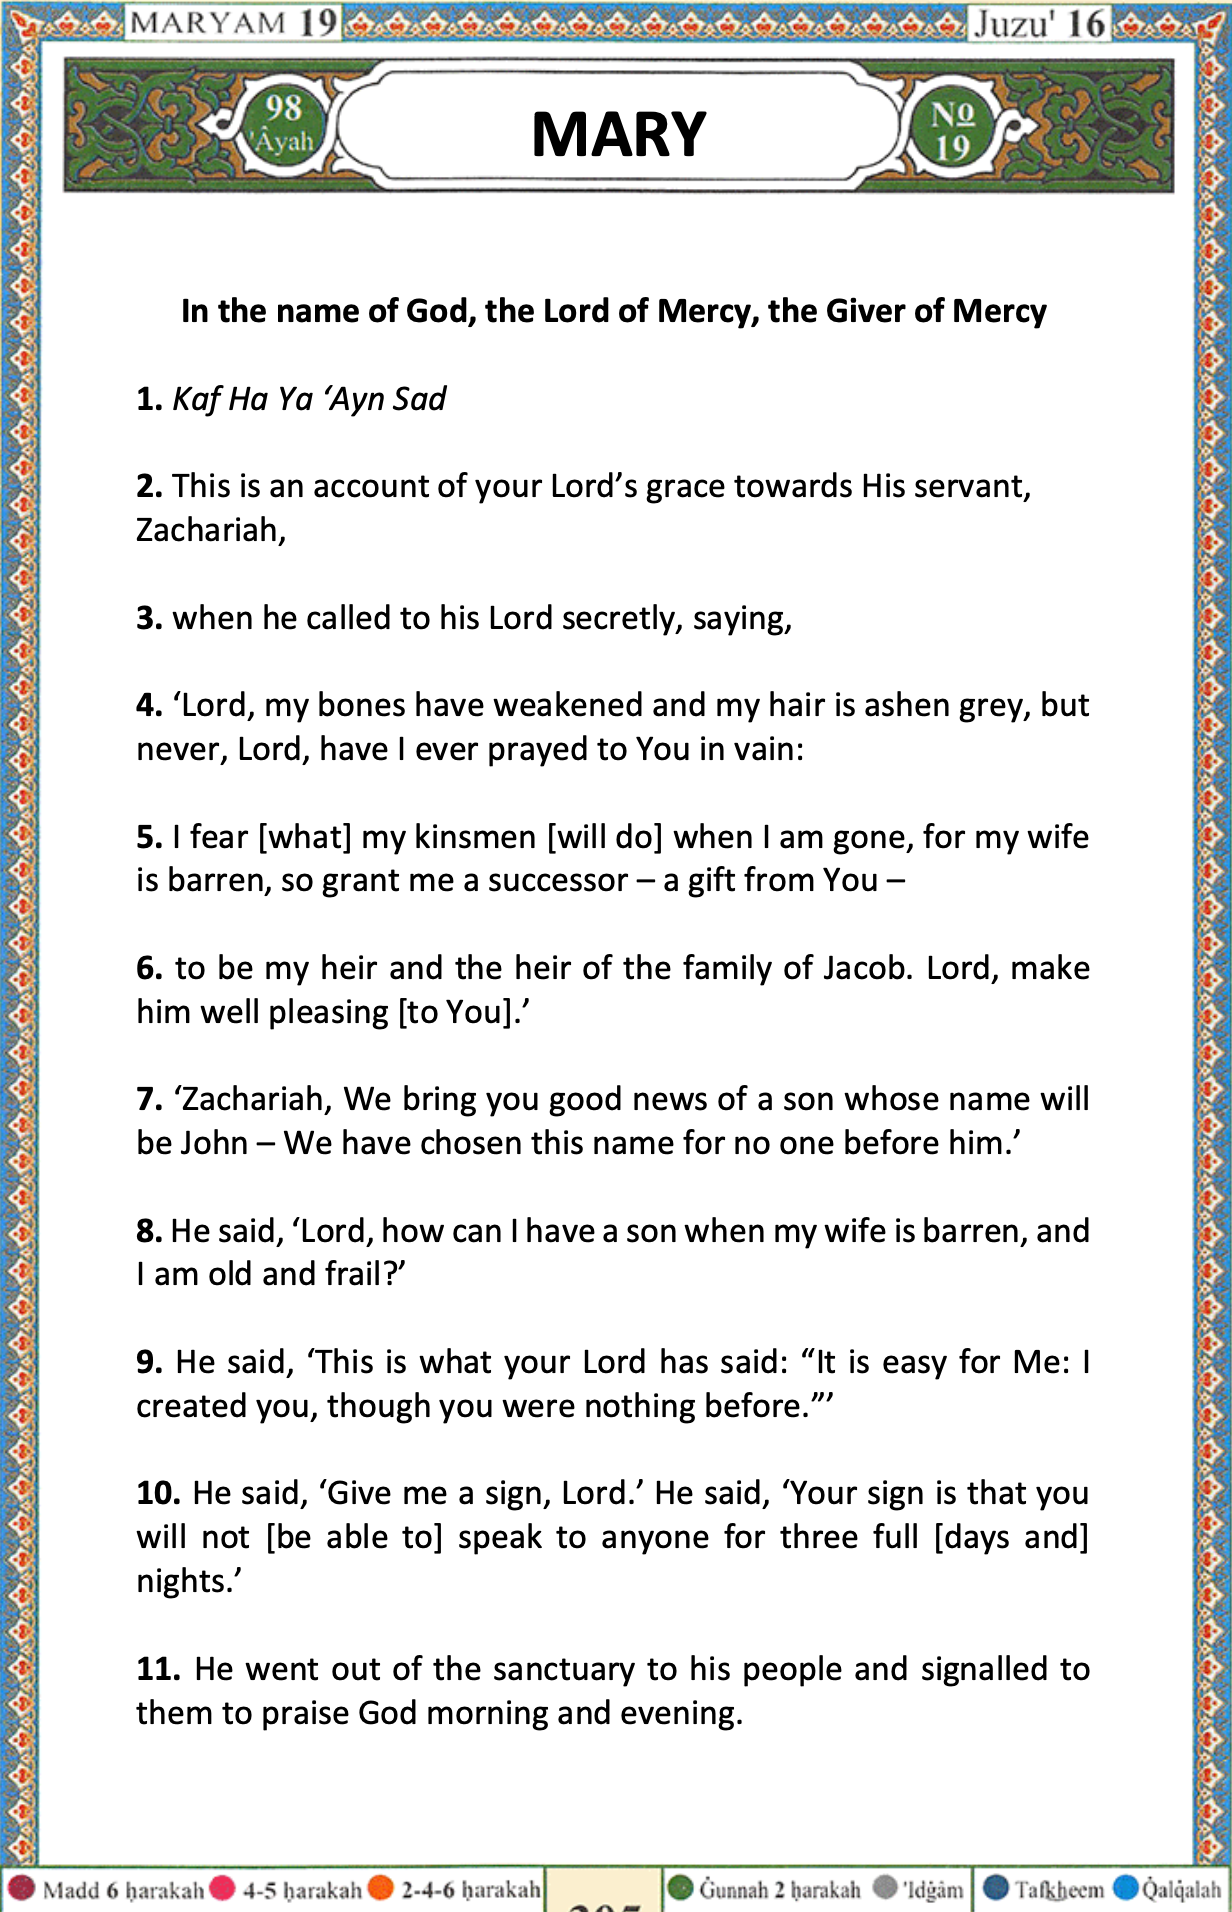 MARYAM 19 Juzu' 16
98 'Âyah
MARY
No 19
In the name of God, the Lord of Mercy, the Giver of Mercy
1. Kaf Ha Ya ‘Ayn Sad
2. This is an account of your Lord’s grace towards His servant,
Zachariah,
3. when he called to his Lord secretly, saying,
4. ‘Lord, my bones have weakened and my hair is ashen grey, but
never, Lord, have I ever prayed to You in vain:
5. I fear [what] my kinsmen [will do] when I am gone, for my wife
is barren, so grant me a successor – a gift from You –
6. to be my heir and the heir of the family of Jacob. Lord, make
him well pleasing [to You].’
7. ‘Zachariah, We bring you good news of a son whose name will
be John – We have chosen this name for no one before him.’
8. He said, ‘Lord, how can I have a son when my wife is barren, and
I am old and frail?’
9. He said, ‘This is what your Lord has said: “It is easy for Me: I
created you, though you were nothing before.”’
10. He said, ‘Give me a sign, Lord.’ He said, ‘Your sign is that you
will not [be able to] speak to anyone for three full [days and]
nights.’
11. He went out of the sanctuary to his people and signalled to
them to praise God morning and evening.
Madd 6 ḥarakah 4-5 ḥarakah 2-4-6 ḥarakah Ġunnah 2 ḥarakah 'Idġâm Tafkheem Qalqalah